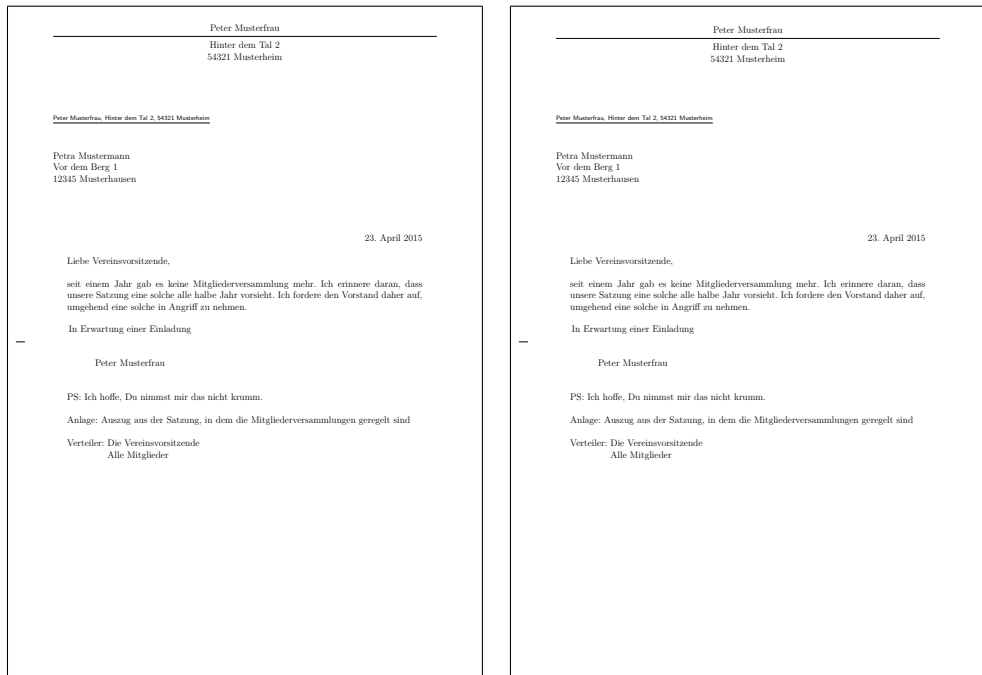 Peter Musterfrau
Hinter dem Tal 2
54321 Musterheim
Peter Musterfrau, Hinter dem Tal 2, 54321 Musterheim
Petra Mustermann
Vor dem Berg 1
12345 Musterhausen
23. April 2015
Liebe Vereinsvorsitzende,
seit einem Jahr gab es keine Mitgliederversammlung mehr. Ich erinnere daran, dass
unsere Satzung eine solche alle halbe Jahr vorsieht. Ich fordere den Vorstand daher auf,
umgehend eine solche in Angriff zu nehmen.
In Erwartung einer Einladung
Peter Musterfrau
PS: Ich hoffe, Du nimmst mir das nicht krumm.
Anlage: Auszug aus der Satzung, in dem die Mitgliederversammlungen geregelt sind
Verteiler: Die Vereinsvorsitzende
Alle Mitglieder
Peter Musterfrau
Hinter dem Tal 2
54321 Musterheim
Peter Musterfrau, Hinter dem Tal 2, 54321 Musterheim
Petra Mustermann
Vor dem Berg 1
12345 Musterhausen
23. April 2015
Liebe Vereinsvorsitzende,
seit einem Jahr gab es keine Mitgliederversammlung mehr. Ich erinnere daran, dass
unsere Satzung eine solche alle halbe Jahr vorsieht. Ich fordere den Vorstand daher auf,
umgehend eine solche in Angriff zu nehmen.
In Erwartung einer Einladung
Peter Musterfrau
PS: Ich hoffe, Du nimmst mir das nicht krumm.
Anlage: Auszug aus der Satzung, in dem die Mitgliederversammlungen geregelt sind
Verteiler: Die Vereinsvorsitzende
Alle Mitglieder